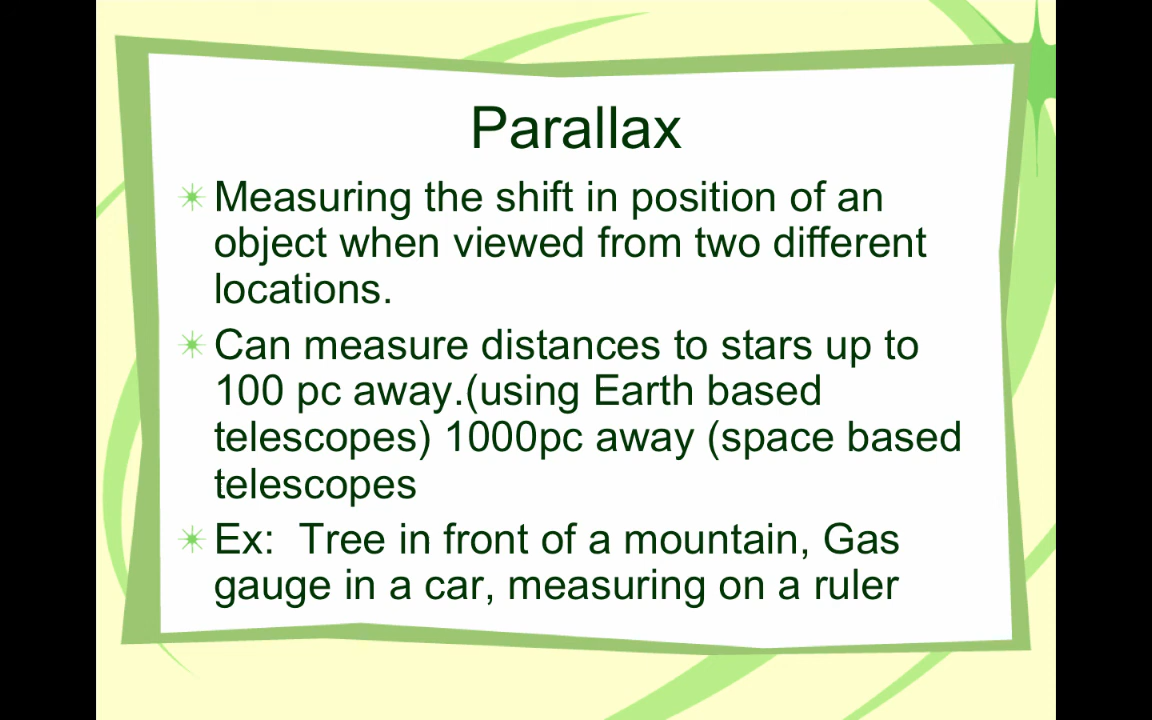 Parallax
Measuring the shift in position of an
object when viewed from two different
locations.
Can measure distances to stars up to
100 pc away.(using Earth based
telescopes) 1000pc away (space based
telescopes
Ex:  Tree in front of a mountain, Gas
gauge in a car, measuring on a ruler